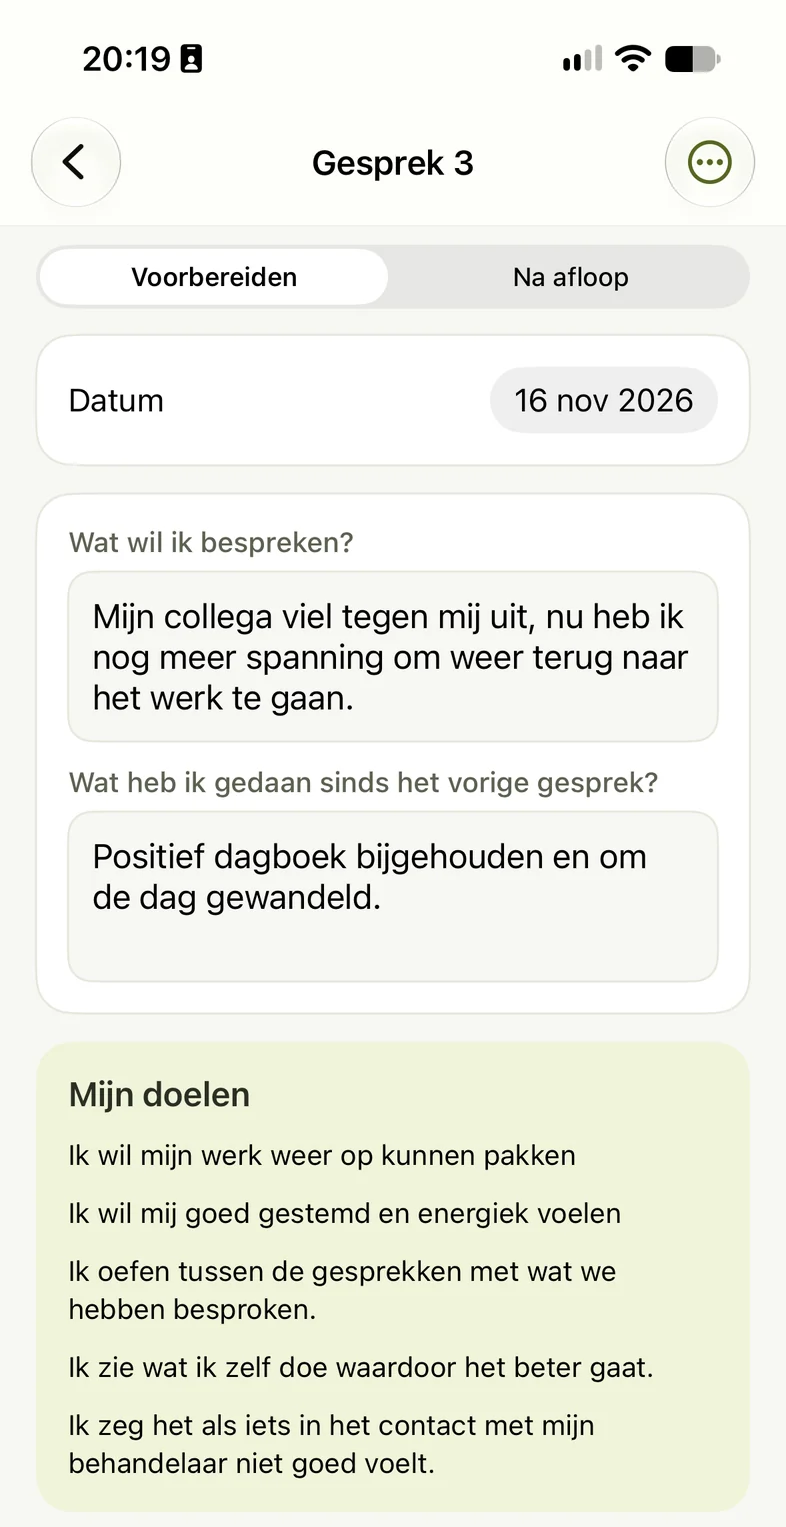 20:19
Gesprek 3
Voorbereiden
Na afloop
Datum
16 nov 2026
Wat wil ik bespreken?
Mijn collega viel tegen mij uit, nu heb ik
nog meer spanning om weer terug naar
het werk te gaan.
Wat heb ik gedaan sinds het vorige gesprek?
Positief dagboek bijgehouden en om
de dag gewandeld.
Mijn doelen
Ik wil mijn werk weer op kunnen pakken
Ik wil mij goed gestemd en energiek voelen
Ik oefen tussen de gesprekken met wat we
hebben besproken.
Ik zie wat ik zelf doe waardoor het beter gaat.
Ik zeg het als iets in het contact met mijn
behandelaar niet goed voelt.